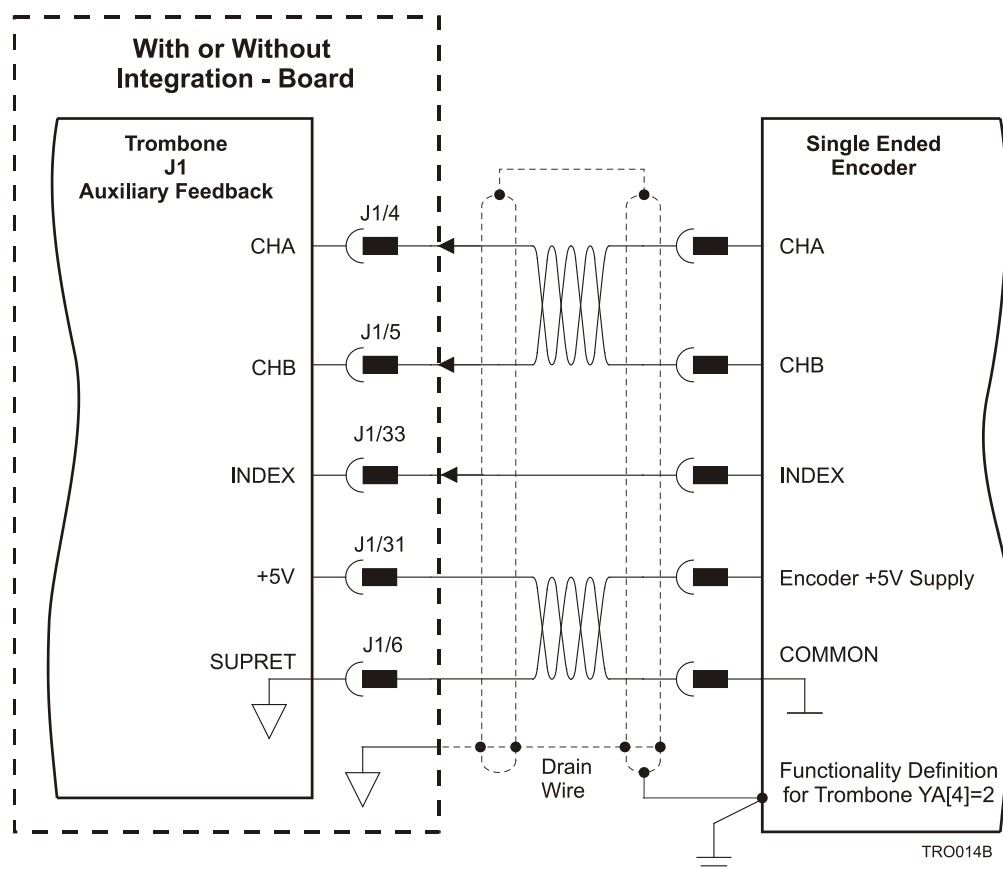 With or Without
Integration - Board
Trombone
J1
Auxiliary Feedback
Single Ended
Encoder
CHA
J1/4
CHA
CHB
J1/5
CHB
INDEX
J1/33
INDEX
+5V
J1/31
Encoder +5V Supply
SUPRET
J1/6
COMMON
Drain
Wire
Functionality Definition
for Trombone YA[4]=2
TRO014B